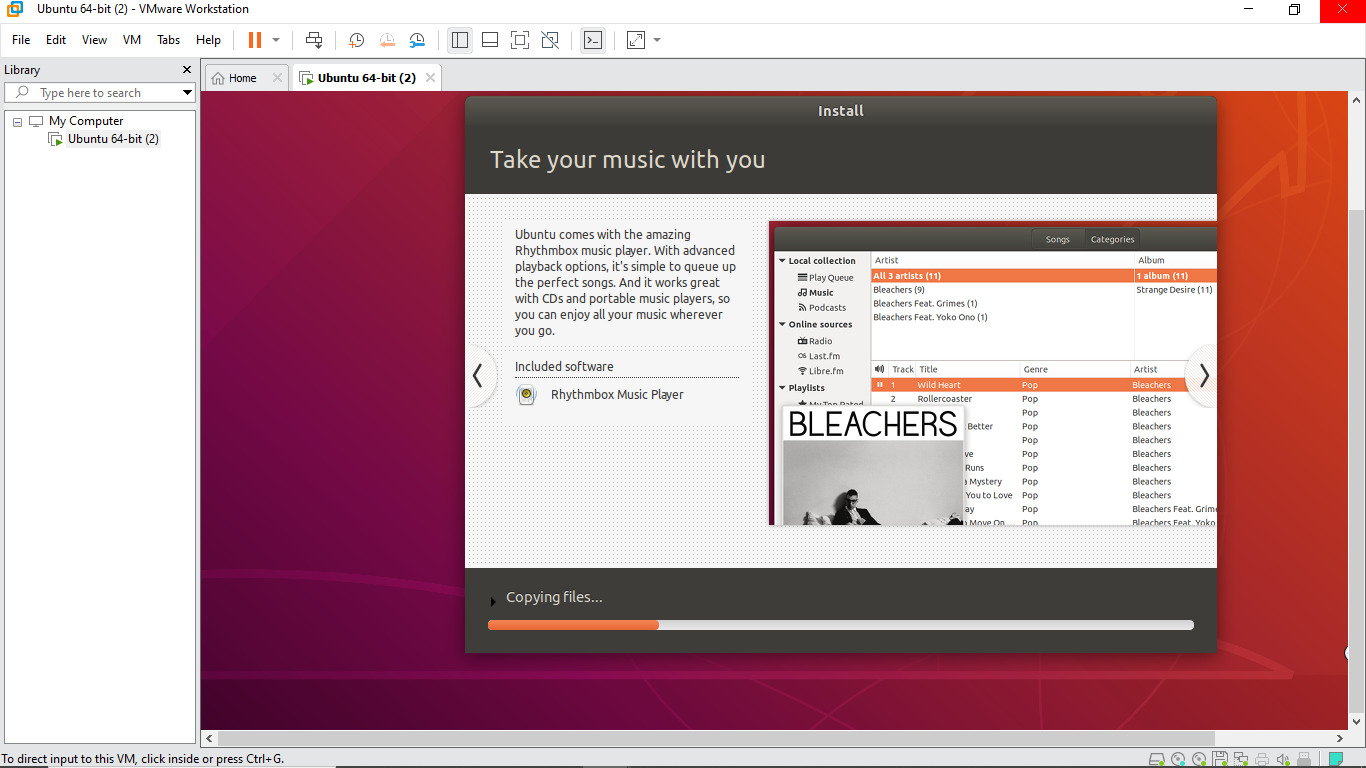 Ubuntu 64-bit (2) - VMware Workstation
File Edit View VM Tabs Help
Library
Type here to search
My Computer
Ubuntu 64-bit (2)
Home
Ubuntu 64-bit (2)
Install
Take your music with you
Ubuntu comes with the amazing
Rhythmbox music player. With advanced
playback options, it's simple to queue up
the perfect songs. And it works great
with CDs and portable music players, so
you can enjoy all your music wherever
you go.
Included software
Rhythmbox Music Player
Songs Categories
Local collection
Play Queue
Music
Podcasts
Online sources
Radio
Last.fm
Libre.fm
Playlists
My Top Rated
Artist Album
All 3 artists (11) 1 album (11)
Bleachers (9) Strange Desire (11)
Bleachers Feat. Grimes (1)
Bleachers Feat. Yoko Ono (1)
Track Title Genre Artist
1 Wild Heart Pop Bleachers
2 Rollercoaster Pop Bleachers
Pop Bleachers
Better Pop Bleachers
Pop Bleachers
ve Pop Bleachers
Runs Pop Bleachers
Mystery Pop Bleachers
You to Love Pop Bleachers
ay Pop Bleachers Feat. Grime
Move On... Pop Bleachers Feat. Yoko
BLEACHERS
Copying files...
To direct input to this VM, click inside or press Ctrl+G.